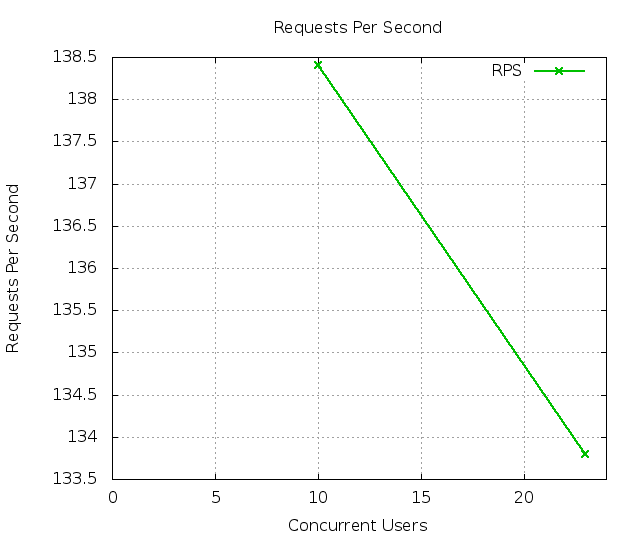 Requests Per Second
138.5
138
137.5
137
136.5
136
135.5
135
134.5
134
133.5
Requests Per Second
RPS
0 5 10 15 20
Concurrent Users